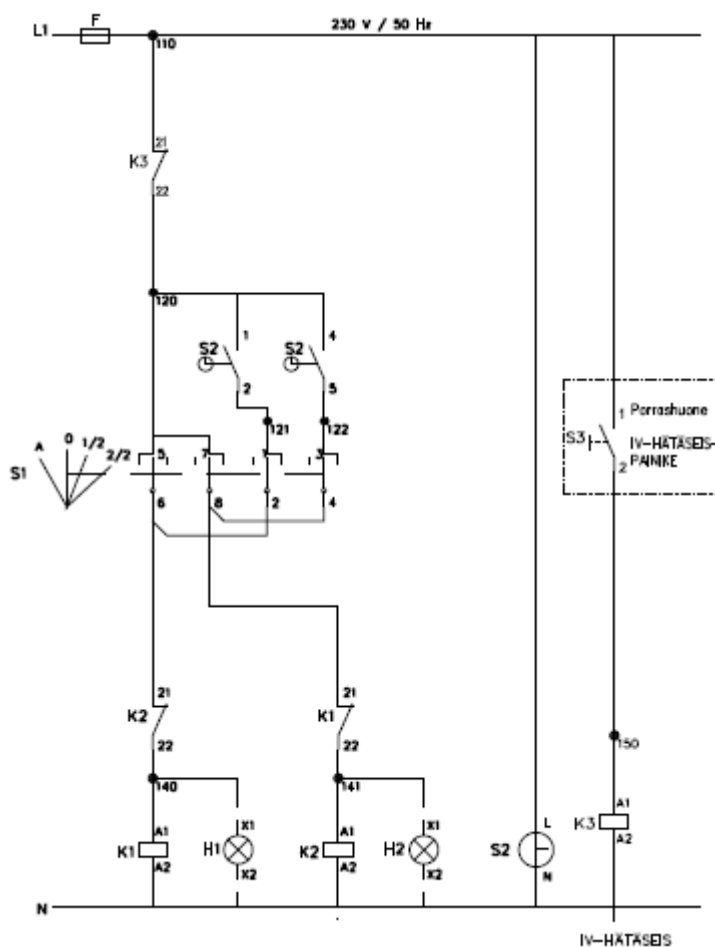 L1 F 230 V / 50 Hz
110
21
K3
22
120
1 4
S2 S2
2 5
121 122
1 Porrashuone
S3 IV-HÄTÄSEIS-
2 PAINIKE
A 0 1/2 2/2
S1
5 7 1 3
6 8 2 4
21 21
K2 K1
22 22
150
140 141
A1 X1 A1 X1 L A1
K1 H1 K2 H2 S2 K3
A2 X2 A2 X2 N A2
N
IV-HÄTÄSEIS